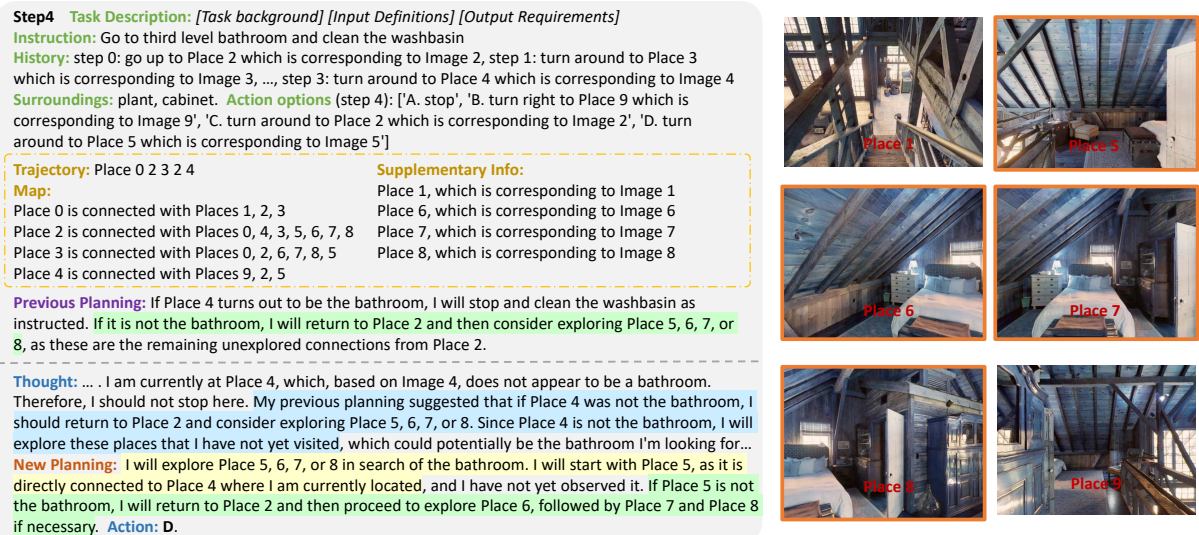 Step4 Task Description: [Task background] [Input Definitions] [Output Requirements]
Instruction: Go to third level bathroom and clean the washbasin
History: step 0: go up to Place 2 which is corresponding to Image 2, step 1: turn around to Place 3
which is corresponding to Image 3, ..., step 3: turn around to Place 4 which is corresponding to Image 4
Surroundings: plant, cabinet. Action options (step 4): ['A. stop', 'B. turn right to Place 9 which is
corresponding to Image 9', 'C. turn around to Place 2 which is corresponding to Image 2', 'D. turn
around to Place 5 which is corresponding to Image 5']
Trajectory: Place 0 2 3 2 4
Map:
Place 0 is connected with Places 1, 2, 3
Place 2 is connected with Places 0, 4, 3, 5, 6, 7, 8
Place 3 is connected with Places 0, 2, 6, 7, 8, 5
Place 4 is connected with Places 9, 2, 5
Supplementary Info:
Place 1, which is corresponding to Image 1
Place 6, which is corresponding to Image 6
Place 7, which is corresponding to Image 7
Place 8, which is corresponding to Image 8
Previous Planning: If Place 4 turns out to be the bathroom, I will stop and clean the washbasin as
instructed. If it is not the bathroom, I will return to Place 2 and then consider exploring Place 5, 6, 7, or
8, as these are the remaining unexplored connections from Place 2.
Thought: ... . I am currently at Place 4, which, based on Image 4, does not appear to be a bathroom.
Therefore, I should not stop here. My previous planning suggested that if Place 4 was not the bathroom, I
should return to Place 2 and consider exploring Place 5, 6, 7, or 8. Since Place 4 is not the bathroom, I will
explore these places that I have not yet visited, which could potentially be the bathroom I'm looking for...
New Planning: I will explore Place 5, 6, 7, or 8 in search of the bathroom. I will start with Place 5, as it is
directly connected to Place 4 where I am currently located, and I have not yet observed it. If Place 5 is not
the bathroom, I will return to Place 2 and then proceed to explore Place 6, followed by Place 7 and Place 8
if necessary. Action: D.
Place 1
Place 5
Place 6
Place 7
Place 8
Place 9